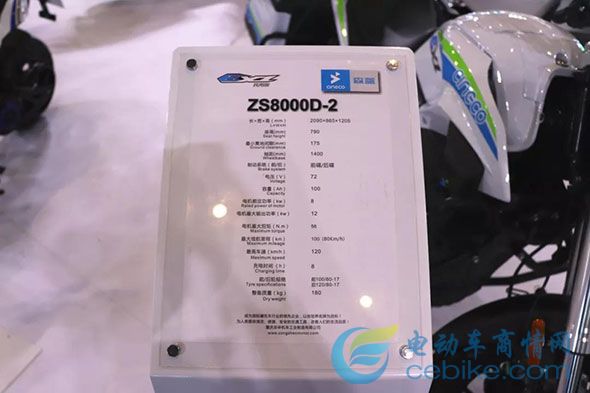 cineco
森蓝
cineco
ZS8000D-2
长×宽×高（mm） 2090×865×1205
LxWxH
座高(mm) 790
Seat height
最小离地间隙(mm) 175
Ground clearance
轴距(mm) 1400
Wheelbase
制动系统（前/后） 前碟/后碟
Brake system
电压（V） 72
Voltage
容量（Ah） 100
Capacity
电机额定功率（kw） 8
Rated power of motor
电机最大输出功率（kw） 12
电机最大扭矩（N.m） 56
Maximum torque
最大续航里程（km） 100 (80Km/h)
Maximum mileage
最高车速（km/h） 120
Maximum speed
充电时间（h） 8
Charging time
前/后轮规格 前100/80-17
Tyre specifications 后120/80-17
整备质量（kg） 180
Dry weight
电动车商情网
cebike.com